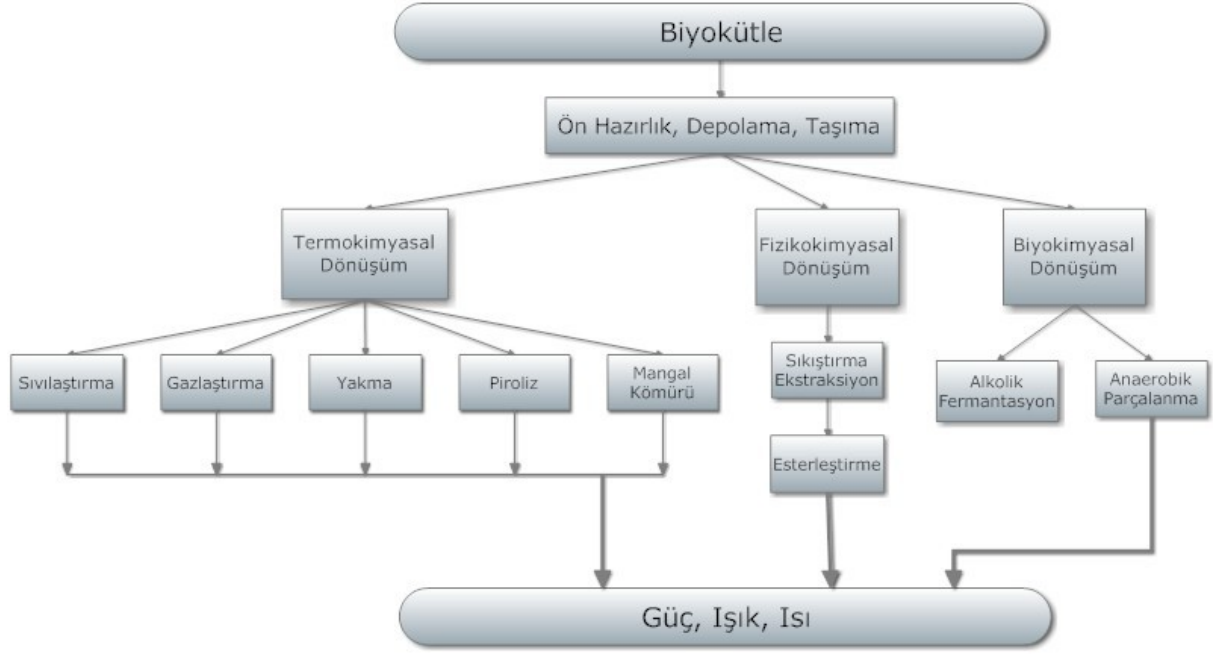 Biyokütle
Ön Hazırlık, Depolama, Taşıma
Termokimyasal
Dönüşüm
Fizikokimyasal
Dönüşüm
Biyokimyasal
Dönüşüm
Sıvılaştırma
Gazlaştırma
Yakma
Piroliz
Mangal
Kömürü
Sıkıştırma
Ekstraksiyon
Alkolik
Fermantasyon
Anaerobik
Parçalanma
Esterleştirme
Güç, Işık, Isı